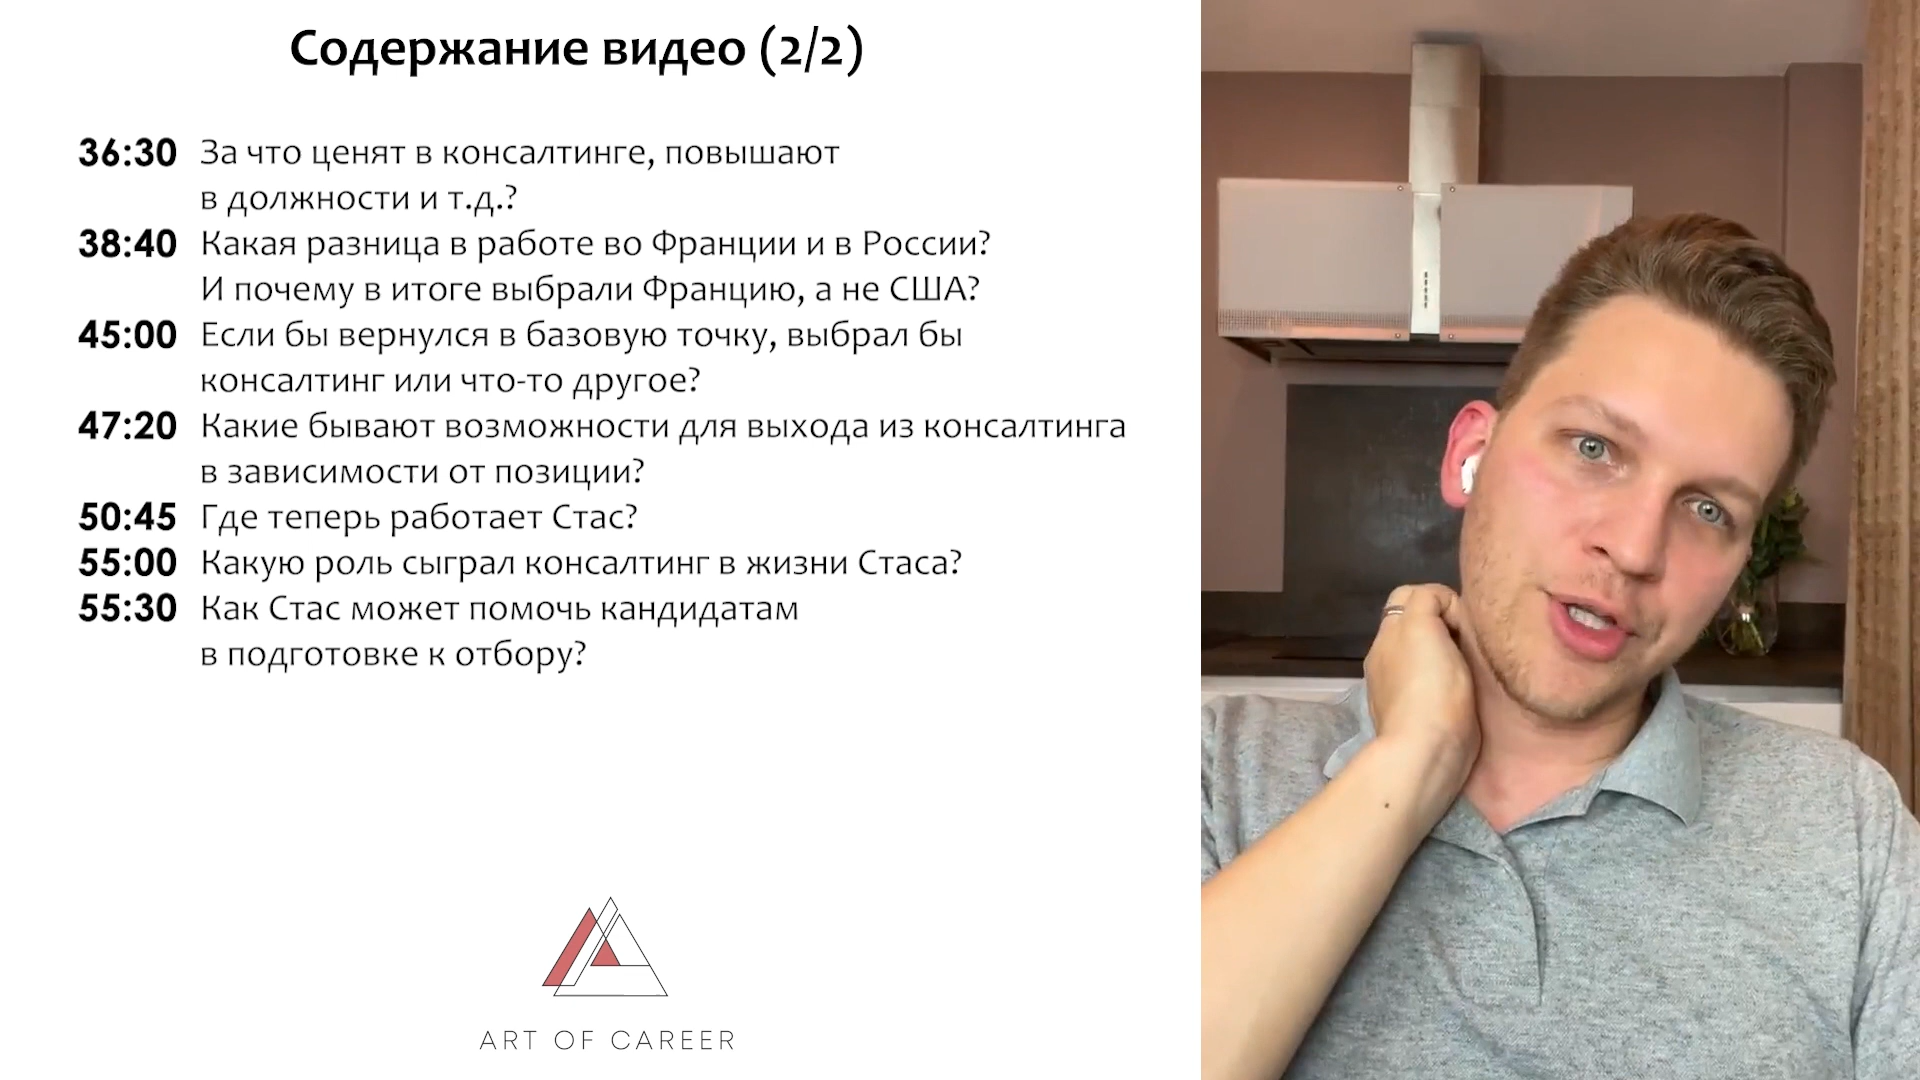 Содержание видео (2/2)
36:30 За что ценят в консалтинге, повышают
в должности и т.д.?
38:40 Какая разница в работе во Франции и в России?
И почему в итоге выбрали Францию, а не США?
45:00 Если бы вернулся в базовую точку, выбрал бы
консалтинг или что-то другое?
47:20 Какие бывают возможности для выхода из консалтинга
в зависимости от позиции?
50:45 Где теперь работает Стас?
55:00 Какую роль сыграл консалтинг в жизни Стаса?
55:30 Как Стас может помочь кандидатам
в подготовке к отбору?
ART OF CAREER